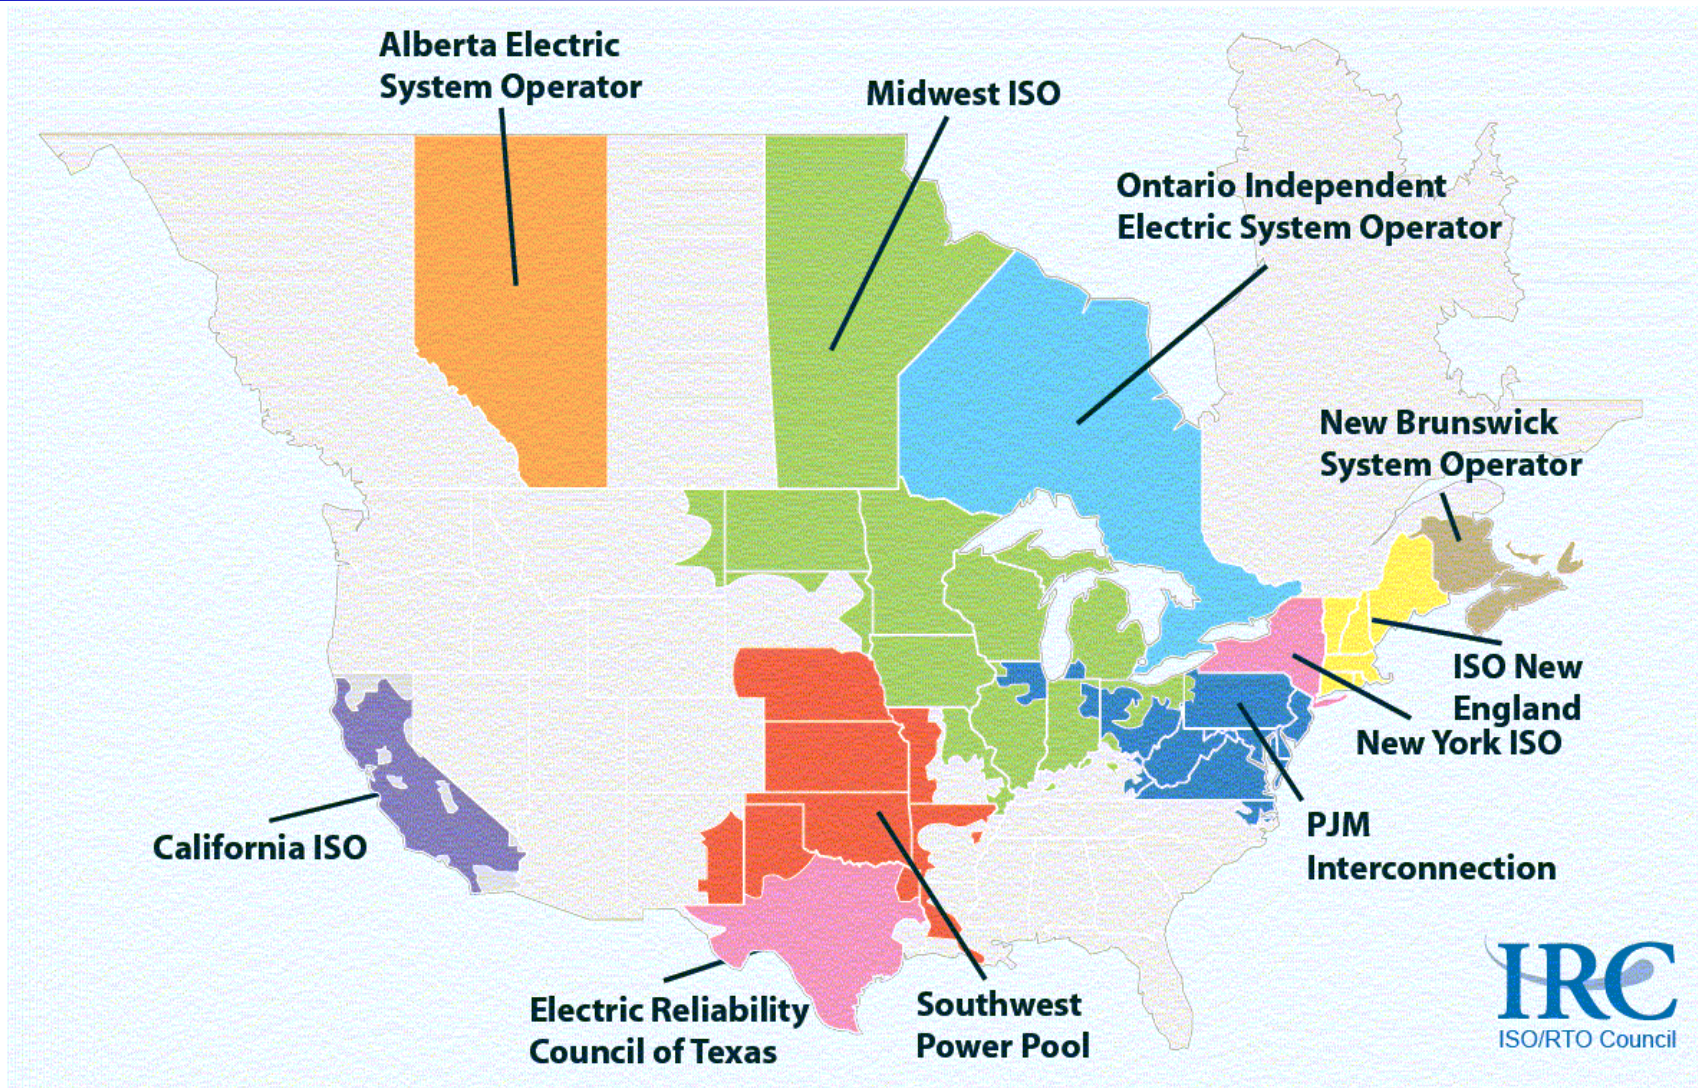 Alberta Electric
System Operator
Midwest ISO
Ontario Independent
Electric System Operator
New Brunswick
System Operator
ISO New
England
New York ISO
PJM
Interconnection
California ISO
Electric Reliability
Council of Texas
Southwest
Power Pool
IRC
ISO/RTO Council